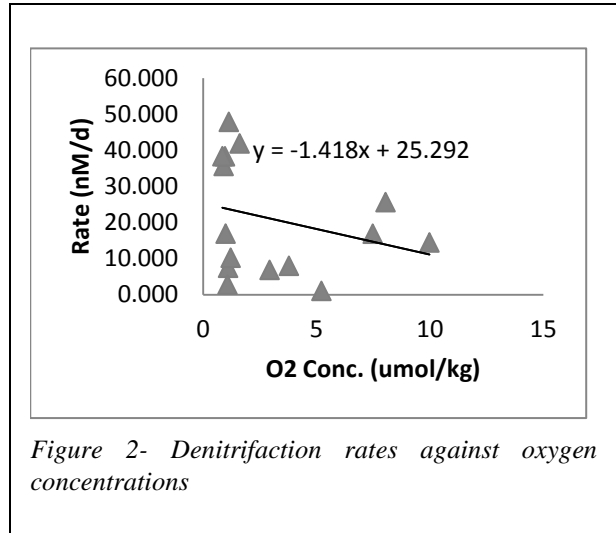 60.000
50.000
40.000
30.000
20.000
10.000
0.000
Rate (nM/d)
y = -1.418x + 25.292
0 5 10 15
O2 Conc. (umol/kg)
Figure 2- Denitrifaction rates against oxygen
concentrations